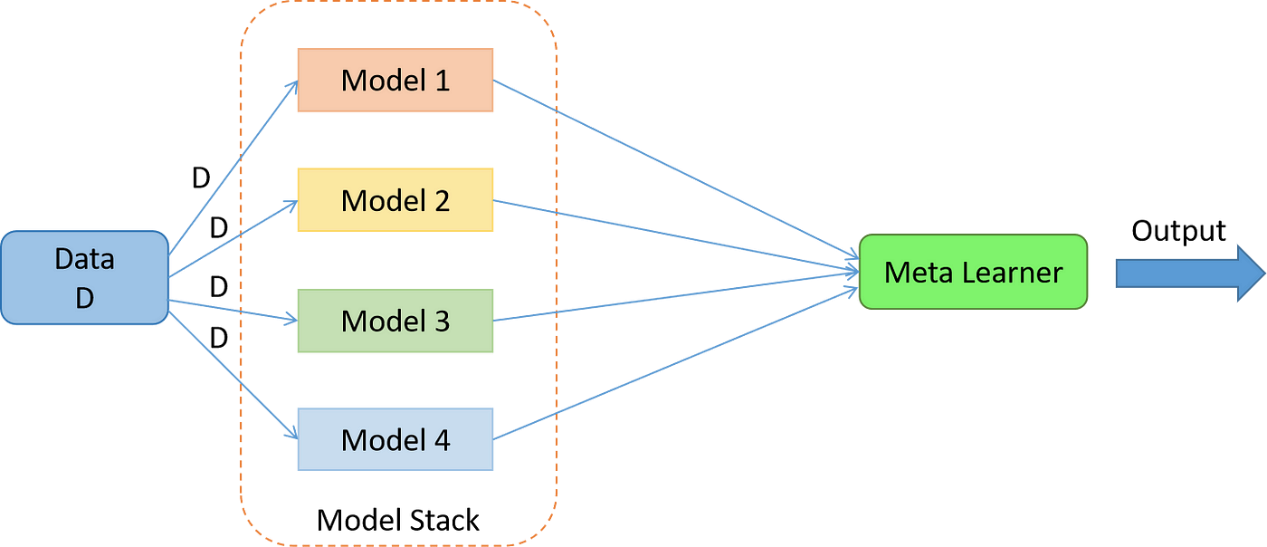 Model 1
D
Model 2
D
Data
D
D
Model 3
D
Model 4
Model Stack
Meta Learner
Output